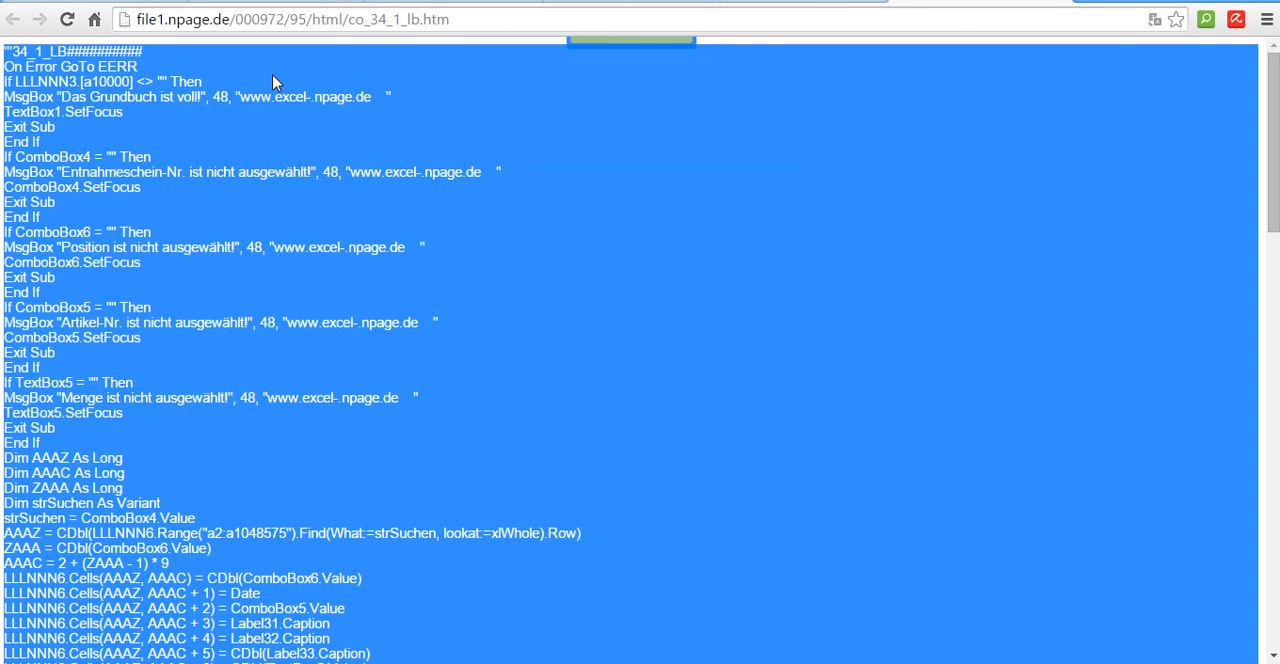 file1.npage.de/000972/95/html/co_34_1_lb.htm
'"34_1_LB##########
On Error GoTo EERR
If LLLNNN3.[a10000] <> "" Then
MsgBox "Das Grundbuch ist voll!", 48, "www.excel-.npage.de    "
TextBox1.SetFocus
Exit Sub
End If
If ComboBox4 = "" Then
MsgBox "Entnahmeschein-Nr. ist nicht ausgewählt!", 48, "www.excel-.npage.de    "
ComboBox4.SetFocus
Exit Sub
End If
If ComboBox6 = "" Then
MsgBox "Position ist nicht ausgewählt!", 48, "www.excel-.npage.de    "
ComboBox6.SetFocus
Exit Sub
End If
If ComboBox5 = "" Then
MsgBox "Artikel-Nr. ist nicht ausgewählt!", 48, "www.excel-.npage.de    "
ComboBox5.SetFocus
Exit Sub
End If
If TextBox5 = "" Then
MsgBox "Menge ist nicht ausgewählt!", 48, "www.excel-.npage.de    "
TextBox5.SetFocus
Exit Sub
End If
Dim AAAZ As Long
Dim AAAC As Long
Dim ZAAA As Long
Dim strSuchen As Variant
strSuchen = ComboBox4.Value
AAAZ = CDbl(LLLNNN6.Range("a2:a1048575").Find(What:=strSuchen, lookat:=xlWhole).Row)
ZAAA = CDbl(ComboBox6.Value)
AAAC = 2 + (ZAAA - 1) * 9
LLLNNN6.Cells(AAAZ, AAAC) = CDbl(ComboBox6.Value)
LLLNNN6.Cells(AAAZ, AAAC + 1) = Date
LLLNNN6.Cells(AAAZ, AAAC + 2) = ComboBox5.Value
LLLNNN6.Cells(AAAZ, AAAC + 3) = Label31.Caption
LLLNNN6.Cells(AAAZ, AAAC + 4) = Label32.Caption
LLLNNN6.Cells(AAAZ, AAAC + 5) = CDbl(Label33.Caption)